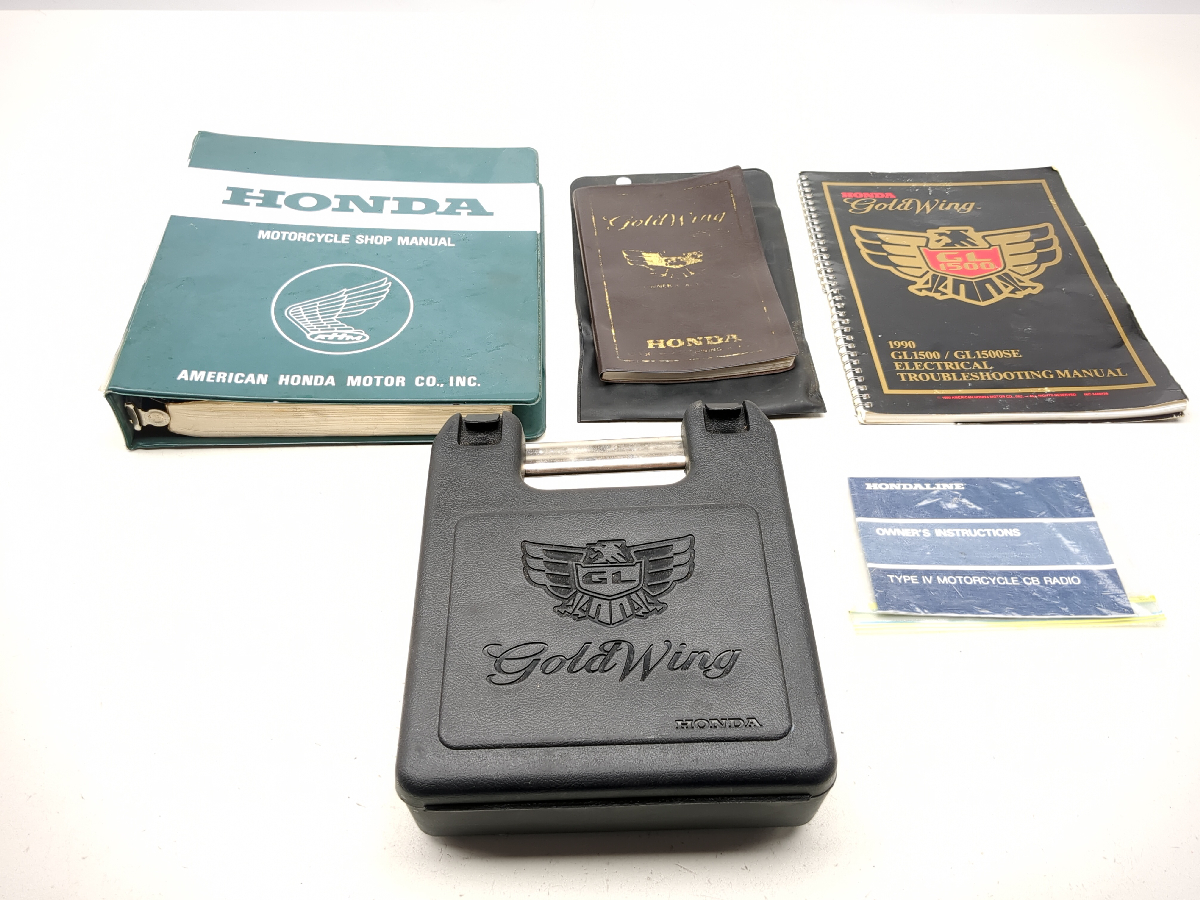 HONDA
MOTORCYCLE SHOP MANUAL
AMERICAN HONDA MOTOR CO., INC.
GoldWing
HONDA
HONDA
GoldWing
GL
1500
1990
GL1500 / GL1500SE
ELECTRICAL
TROUBLESHOOTING MANUAL
HONDALINE
OWNER'S INSTRUCTIONS
TYPE IV MOTORCYCLE CB RADIO
GL
GoldWing
HONDA